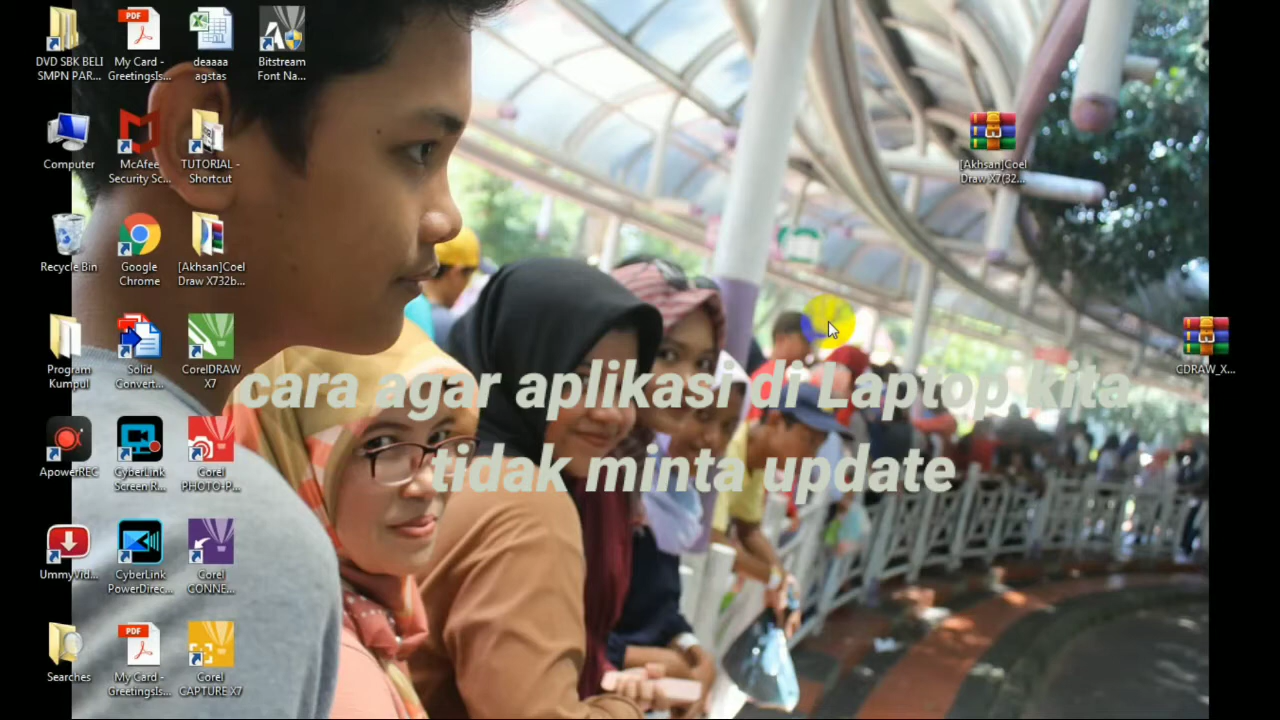 DVD SBK BELI
SMPN PAR...
My Card -
GreetingsIs...
deaaaa
agstas
Bitstream
Font Na...
Computer
McAfee
Security Sc...
TUTORIAL -
Shortcut
[Akhsan]Coel
Draw X7(32...
Recycle Bin
Google
Chrome
[Akhsan]Coel
Draw X732b...
Program
Kumpul
Solid
Convert...
CorelDRAW
X7
CDRAW_X...
cara agar aplikasi di Laptop kita
tidak minta update
ApowerREC
CyberLink
Screen R...
Corel
PHOTO-P...
UmmyVid...
CyberLink
PowerDirec...
Corel
CONNE...
Searches
My Card -
GreetingsIs...
Corel
CAPTURE X7